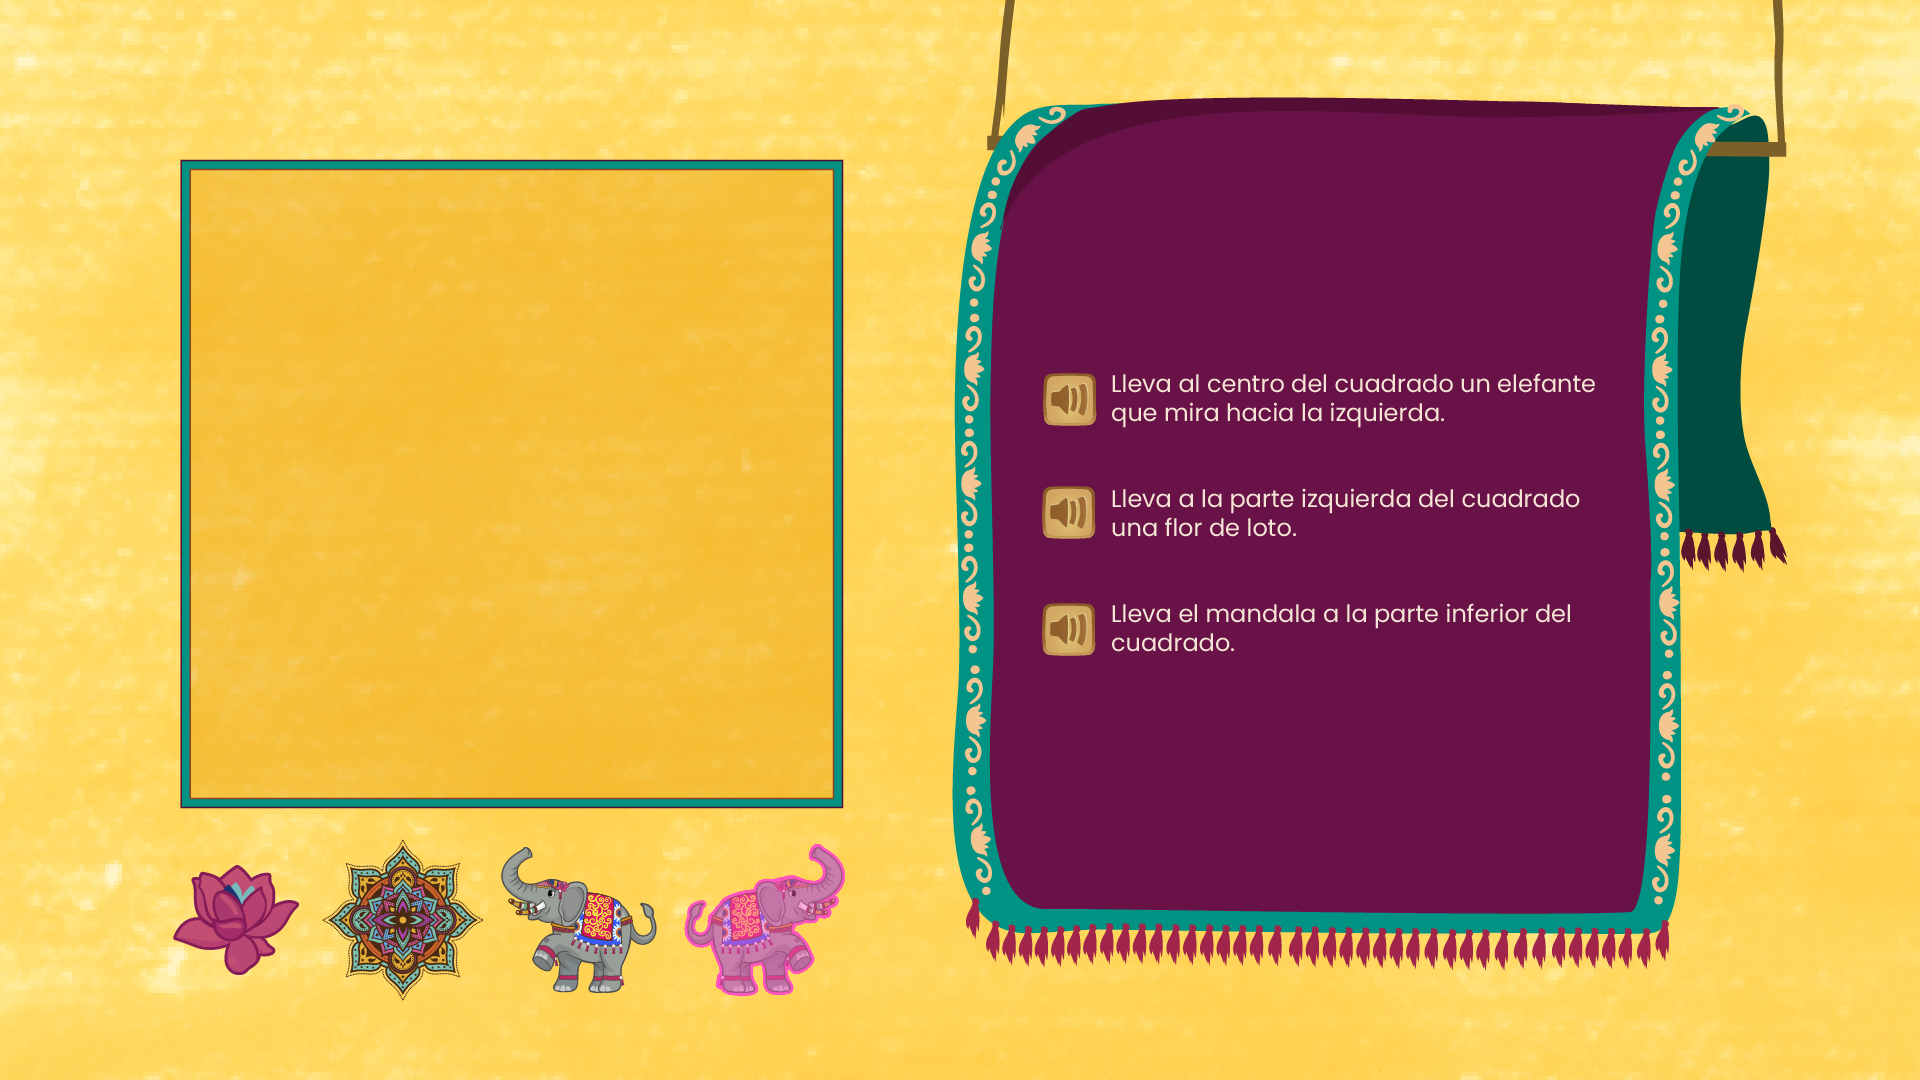 Lleva al centro del cuadrado un elefante
que mira hacia la izquierda.
Lleva a la parte izquierda del cuadrado
una flor de loto.
Lleva el mandala a la parte inferior del
cuadrado.